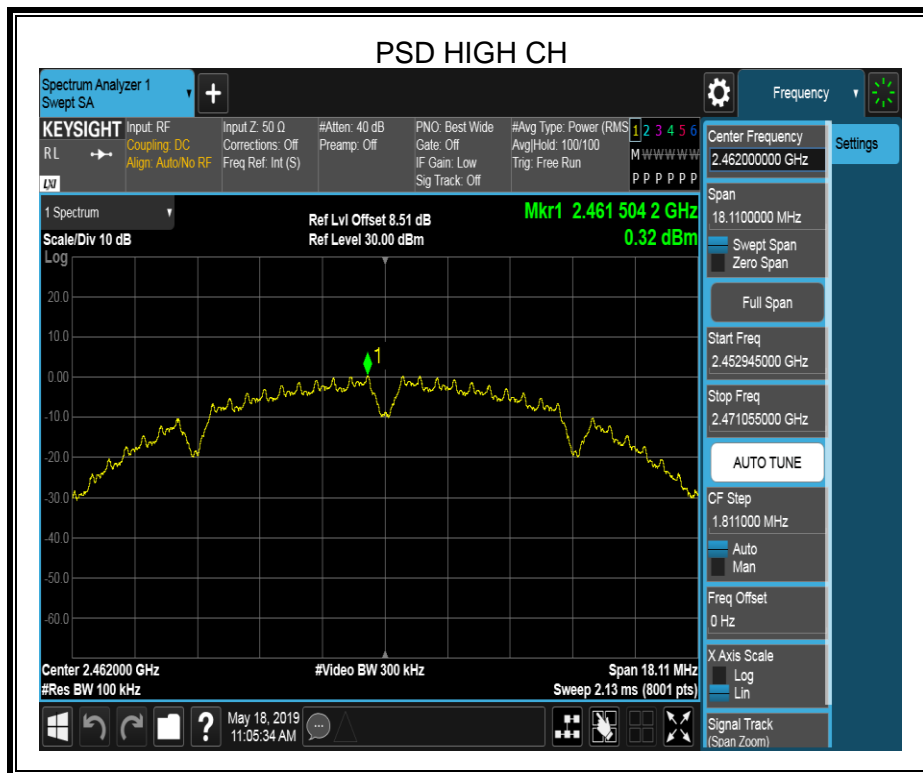 PSD HIGH CH
Spectrum Analyzer 1
Swept SA
Frequency
KEYSIGHT
RL
LXI
Input: RF
Coupling: DC
Align: Auto/No RF
Input Z: 50 Ω
Corrections: Off
Freq Ref: Int (S)
#Atten: 40 dB
Preamp: Off
PNO: Best Wide
Gate: Off
IF Gain: Low
Sig Track: Off
#Avg Type: Power (RMS
Avg|Hold: 100/100
Trig: Free Run
1 2 3 4 5 6
M W W W W W
P P P P P P
1 Spectrum
Scale/Div 10 dB
Log
Ref Lvl Offset 8.51 dB
Ref Level 30.00 dBm
Mkr1 2.461 504 2 GHz
0.32 dBm
20.0
10.0
0.00
-10.0
-20.0
-30.0
-40.0
-50.0
-60.0
1
Center 2.462000 GHz
#Res BW 100 kHz
#Video BW 300 kHz
Span 18.11 MHz
Sweep 2.13 ms (8001 pts)
May 18, 2019
11:05:34 AM
Center Frequency
2.462000000 GHz
Span
18.1100000 MHz
Swept Span
Zero Span
Full Span
Start Freq
2.452945000 GHz
Stop Freq
2.471055000 GHz
AUTO TUNE
CF Step
1.811000 MHz
Auto
Man
Freq Offset
0 Hz
X Axis Scale
Log
Lin
Signal Track
(Span Zoom)
Settings